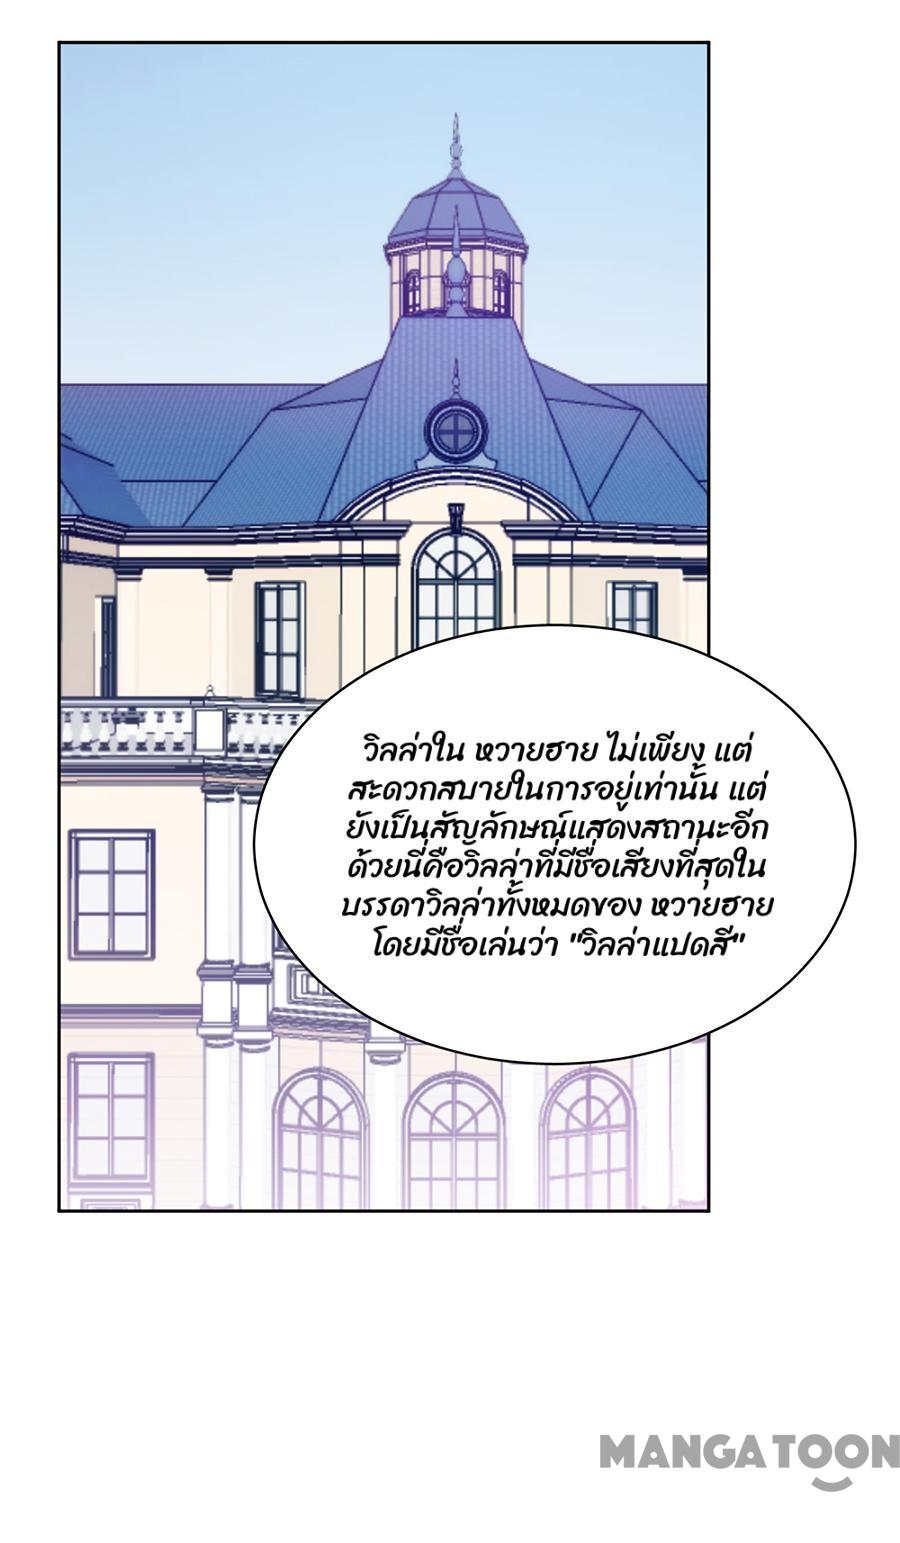 วิลล่าใน หวายฮาย ไม่เพียง แต่
สะดวกสบายในการอยู่เท่านั้น แต่
ยังเป็นสัญลักษณ์แสดงสถานะอีก
ด้วยนี่คือวิลล่าที่มีชื่อเสียงที่สุดใน
บรรดาวิลล่าทั้งหมดของ หวายฮาย
โดยมีชื่อเล่นว่า "วิลล่าแปดสี"
MANGATOON